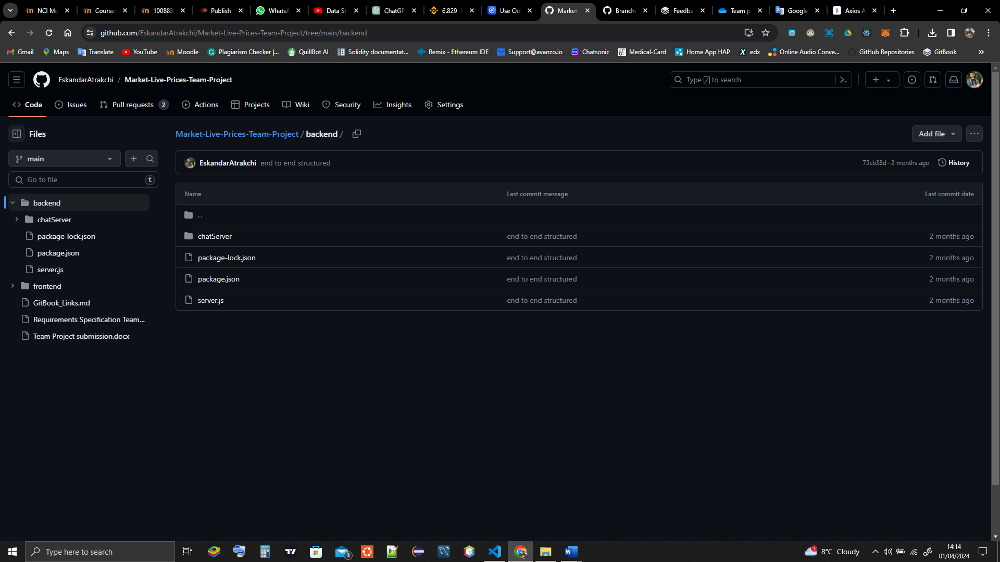 NCI Mo
Course
100883
Publish
WhatsA
Data St
ChatGP
6.829
Use Ou
Market-
Branche
Feedba
Team p
Google
Axios A
github.com/EskandarAtrakchi/Market-Live-Prices-Team-Project/tree/main/backend
Gmail
Maps
Translate
YouTube
Moodle
Plagiarism Checker |...
QuillBot AI
Solidity documentat...
Remix - Ethereum IDE
Support@avanzo.io
Chatsonic
Medical-Card
Home App HAP
edx
Online Audio Conve...
GitHub Repositories
GitBook
EskandarAtrakchi / Market-Live-Prices-Team-Project
Type / to search
Code
Issues
Pull requests 2
Actions
Projects
Wiki
Security
Insights
Settings
Files
main
Go to file t
backend
chatServer
package-lock.json
package.json
server.js
frontend
GitBook_Links.md
Requirements Specification Team...
Team Project submission.docx
Market-Live-Prices-Team-Project / backend /
Add file
EskandarAtrakchi end to end structured
75cb38d · 2 months ago
History
Name Last commit message Last commit date
..
chatServer end to end structured 2 months ago
package-lock.json end to end structured 2 months ago
package.json end to end structured 2 months ago
server.js end to end structured 2 months ago
Type here to search
3
1
8°C Cloudy
14:14
01/04/2024